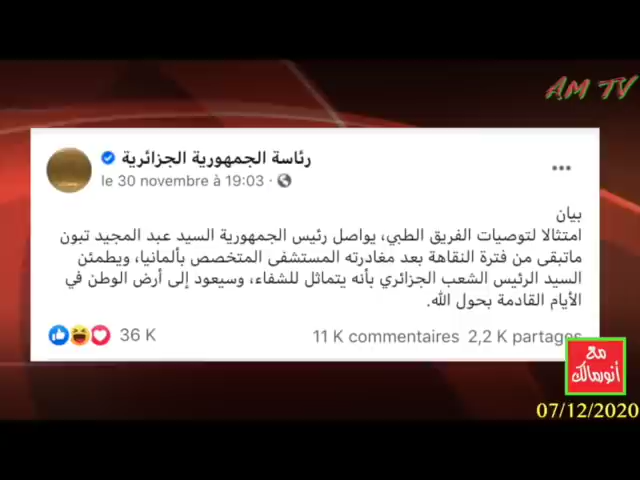 AM TV
رئاسة الجمهورية الجزائرية
le 30 novembre à 19:03 ·
بيان
امتثالا لتوصيات الفريق الطبي، يواصل رئيس الجمهورية السيد عبد المجيد تبون
ماتبقى من فترة النقاهة بعد مغادرته المستشفى المتخصص بألمانيا، ويطمئن
السيد الرئيس الشعب الجزائري بأنه يتماثل للشفاء، وسيعود إلى أرض الوطن في
الأيام القادمة بحول الله.
36 K
11 K commentaires 2,2 K partages
مع
أنورمالك
07/12/2020